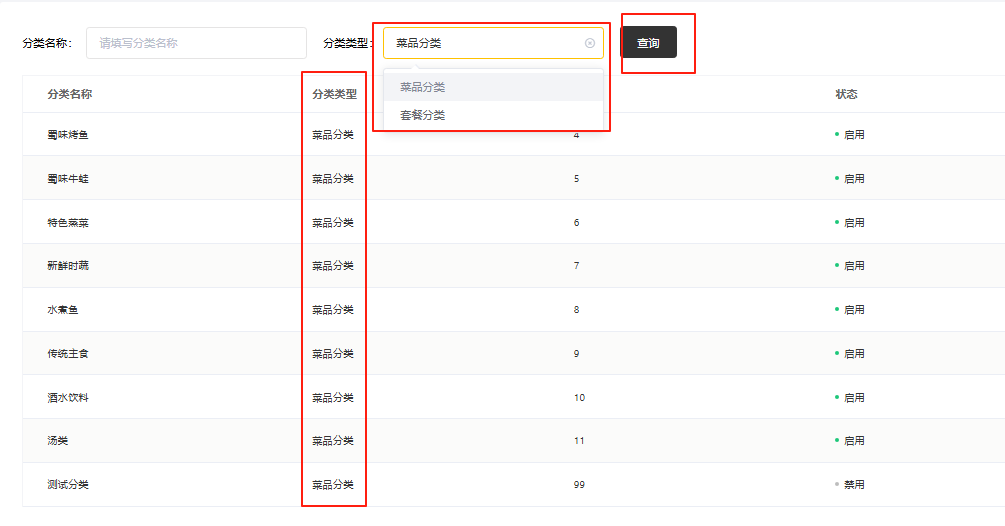 分类名称： 请填写分类名称 分类类型： 菜品分类 查询
菜品分类
套餐分类
分类名称 分类类型 状态
蜀味烤鱼 菜品分类 4 启用
蜀味牛蛙 菜品分类 5 启用
特色蒸菜 菜品分类 6 启用
新鲜时蔬 菜品分类 7 启用
水煮鱼 菜品分类 8 启用
传统主食 菜品分类 9 启用
酒水饮料 菜品分类 10 启用
汤类 菜品分类 11 启用
测试分类 菜品分类 99 禁用